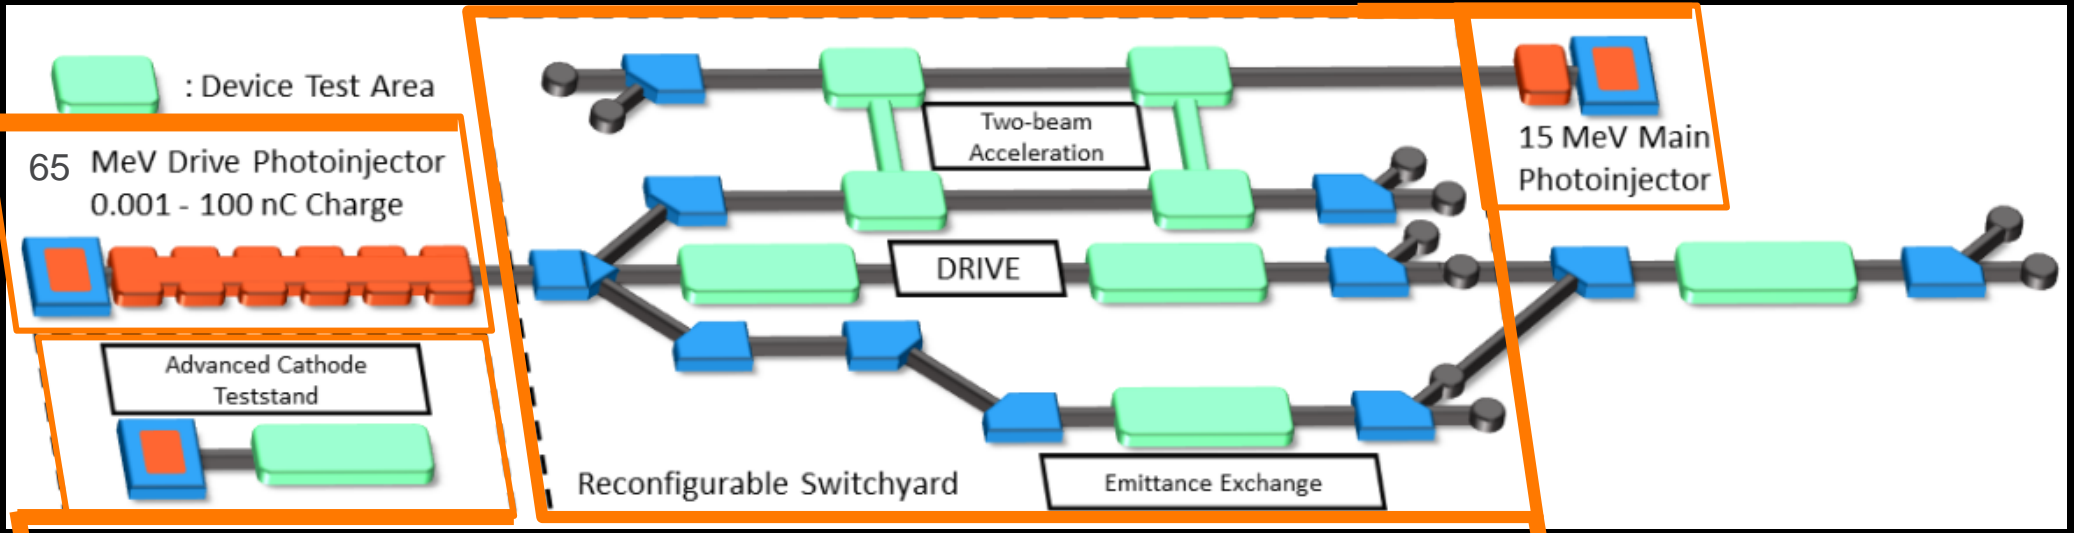 : Device Test Area
65 MeV Drive Photoinjector
0.001 - 100 nC Charge
Advanced Cathode
Teststand
Two-beam
Acceleration
DRIVE
Reconfigurable Switchyard
Emittance Exchange
15 MeV Main
Photoinjector